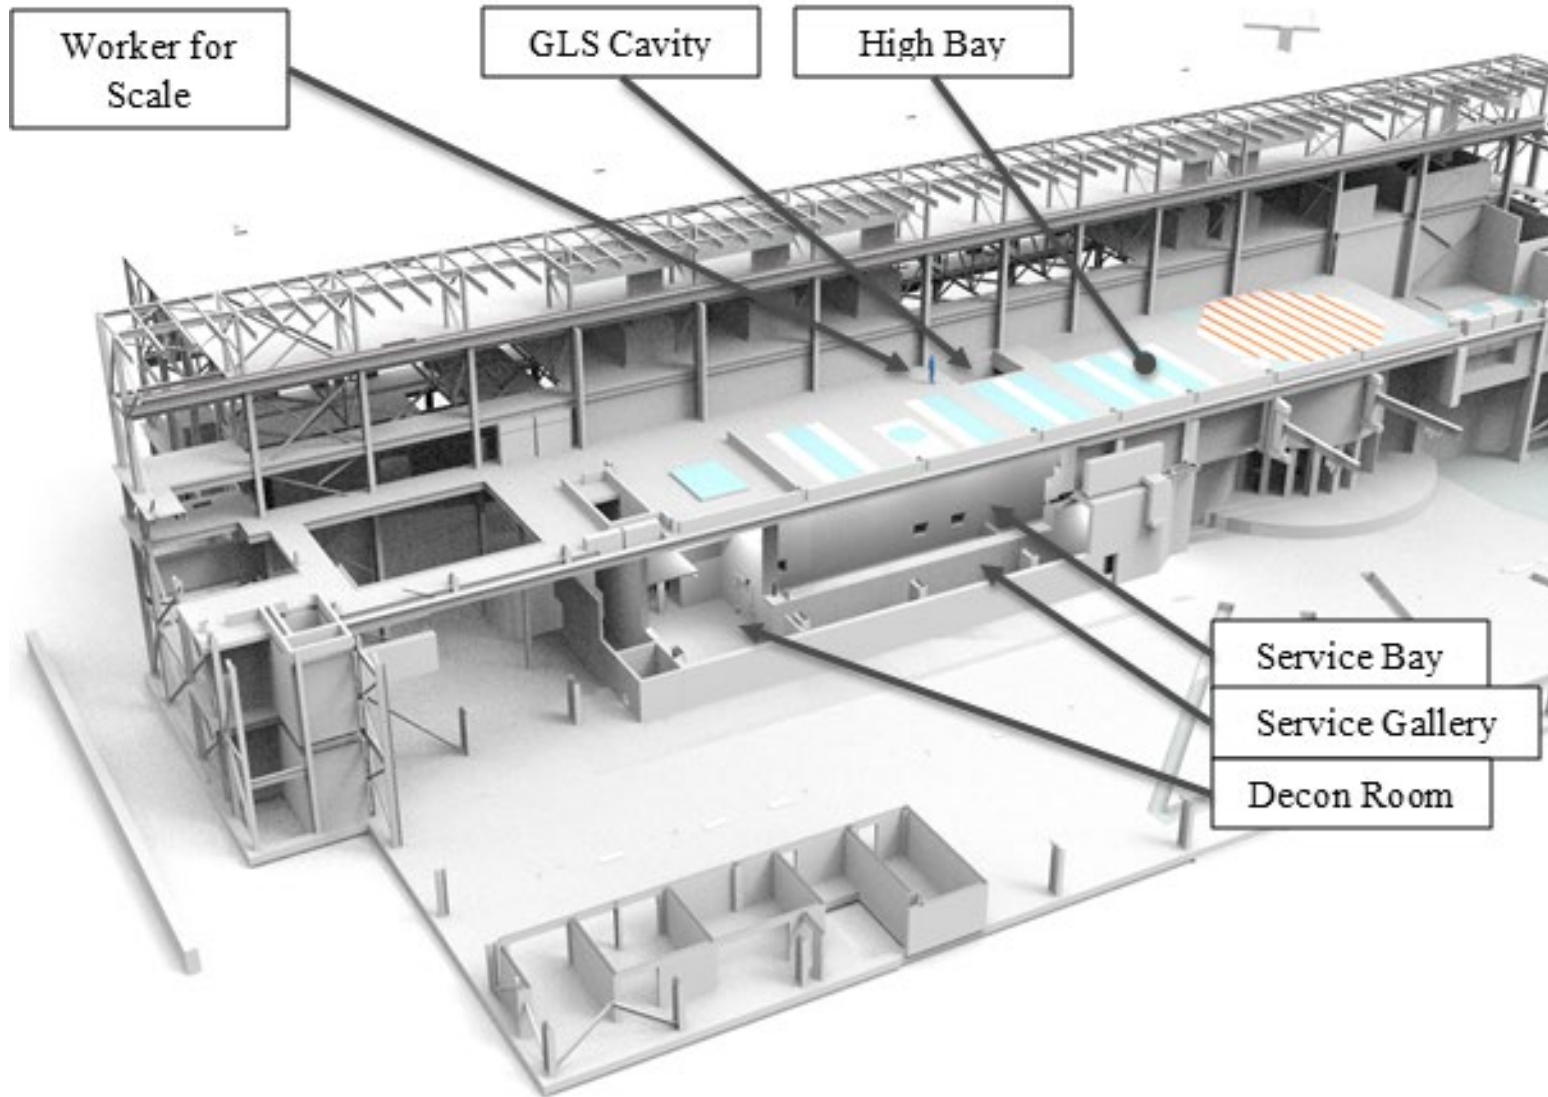 Worker for
Scale
GLS Cavity
High Bay
Service Bay
Service Gallery
Decon Room